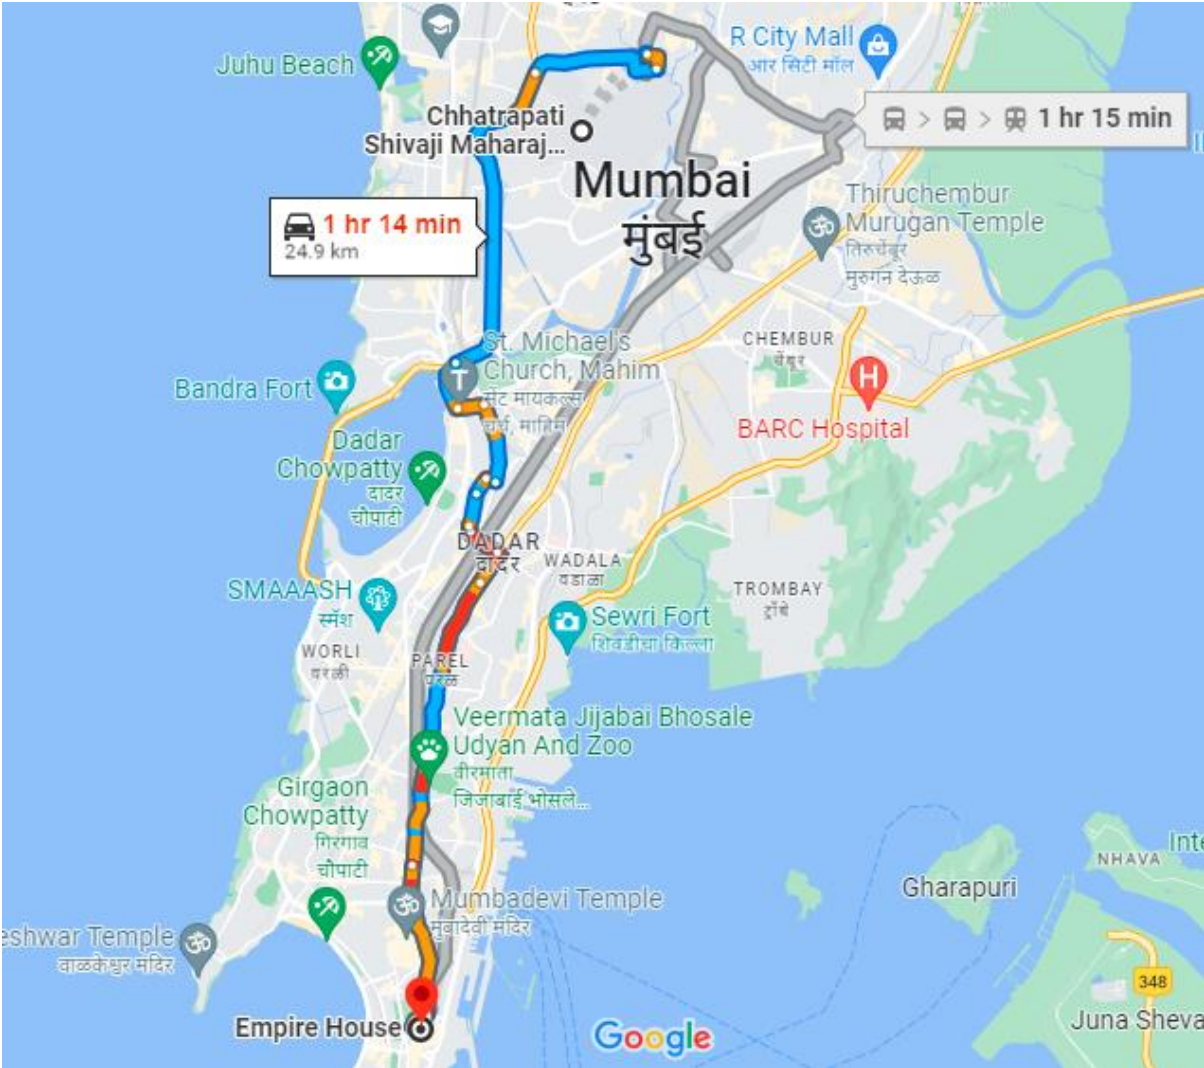 R City Mall
आर सिटी मॉल
Juhu Beach
Chhatrapati
Shivaji Maharaj...
> > 1 hr 15 min
Mumbai
मुंबई
Thiruchembur
Murugan Temple
तिरुचेंबूर
मुरुगन देऊळ
1 hr 14 min
24.9 km
St. Michael's
Church, Mahim
सेंट मायकल्स
चर्च, माहिम
CHEMBUR
चेंबूर
Bandra Fort
BARC Hospital
Dadar
Chowpatty
दादर
चौपाटी
DADAR
दादर
WADALA
वडाळा
TROMBAY
ट्रॉंबे
SMAAASH
स्मॅश
Sewri Fort
शिवडीचा किल्ला
WORLI
वरळी
PAREL
परळ
Veermata Jijabai Bhosale
Udyan And Zoo
वीरमाता
जिजाबाई भोसले...
Girgaon
Chowpatty
गिरगाव
चौपाटी
NHAVA
Inte
Gharapuri
Mumbadevi Temple
मुंबादेवी मंदिर
eshwar Temple
वाळकेश्वर मंदिर
348
Juna Sheva
Empire House
Google